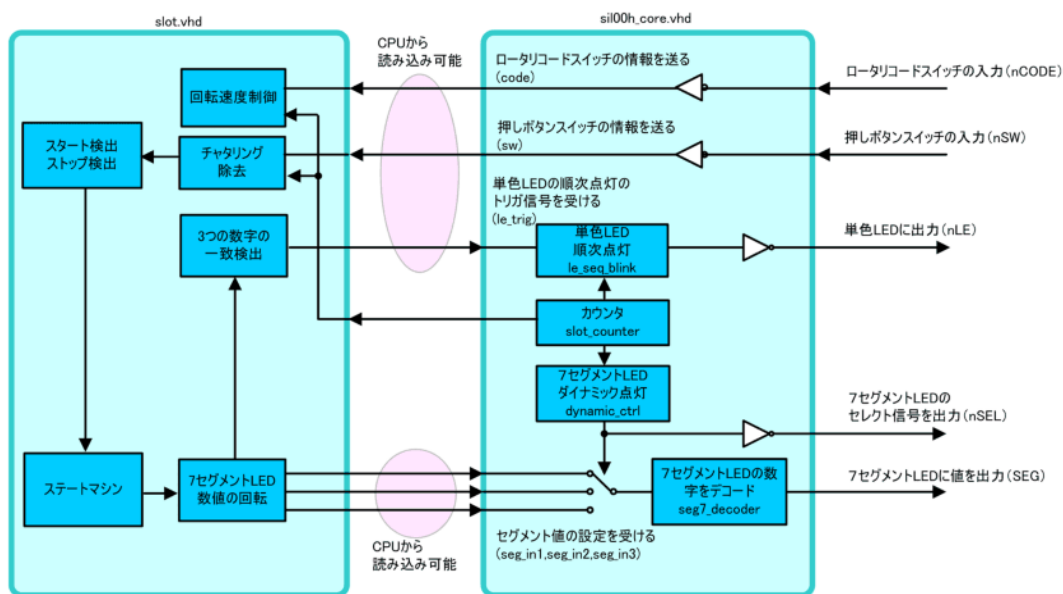 slot.vhd
sil00h_core.vhd
CPUから
読み込み可能
ロータリコードスイッチの情報を送る
(code)
ロータリコードスイッチの入力(nCODE)
回転速度制御
押しボタンスイッチの情報を送る
(sw)
押しボタンスイッチの入力(nSW)
スタート検出
ストップ検出
チャタリング
除去
単色LEDの順次点灯の
トリガ信号を受ける
(le_trig)
3つの数字の
一致検出
単色LED
順次点灯
le_seq_blink
単色LEDに出力(nLE)
カウンタ
slot_counter
7セグメントLED
ダイナミック点灯
dynamic_ctrl
7セグメントLEDの
セレクト信号を出力(nSEL)
ステートマシン
7セグメントLED
数値の回転
7セグメントLEDの数
字をデコード
seg7_decoder
7セグメントLEDに値を出力(SEG)
セグメント値の設定を受ける
(seg_in1,seg_in2,seg_in3)
CPUから
読み込み可能